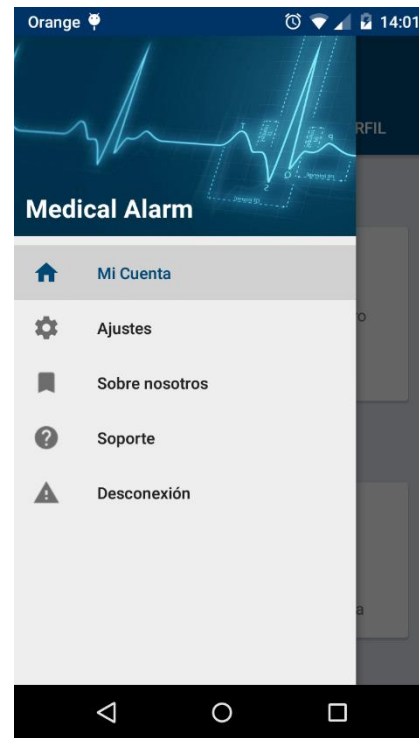 Orange 14:01
RFIL
Medical Alarm
Mi Cuenta
Ajustes
o
Sobre nosotros
Soporte
Desconexión
a